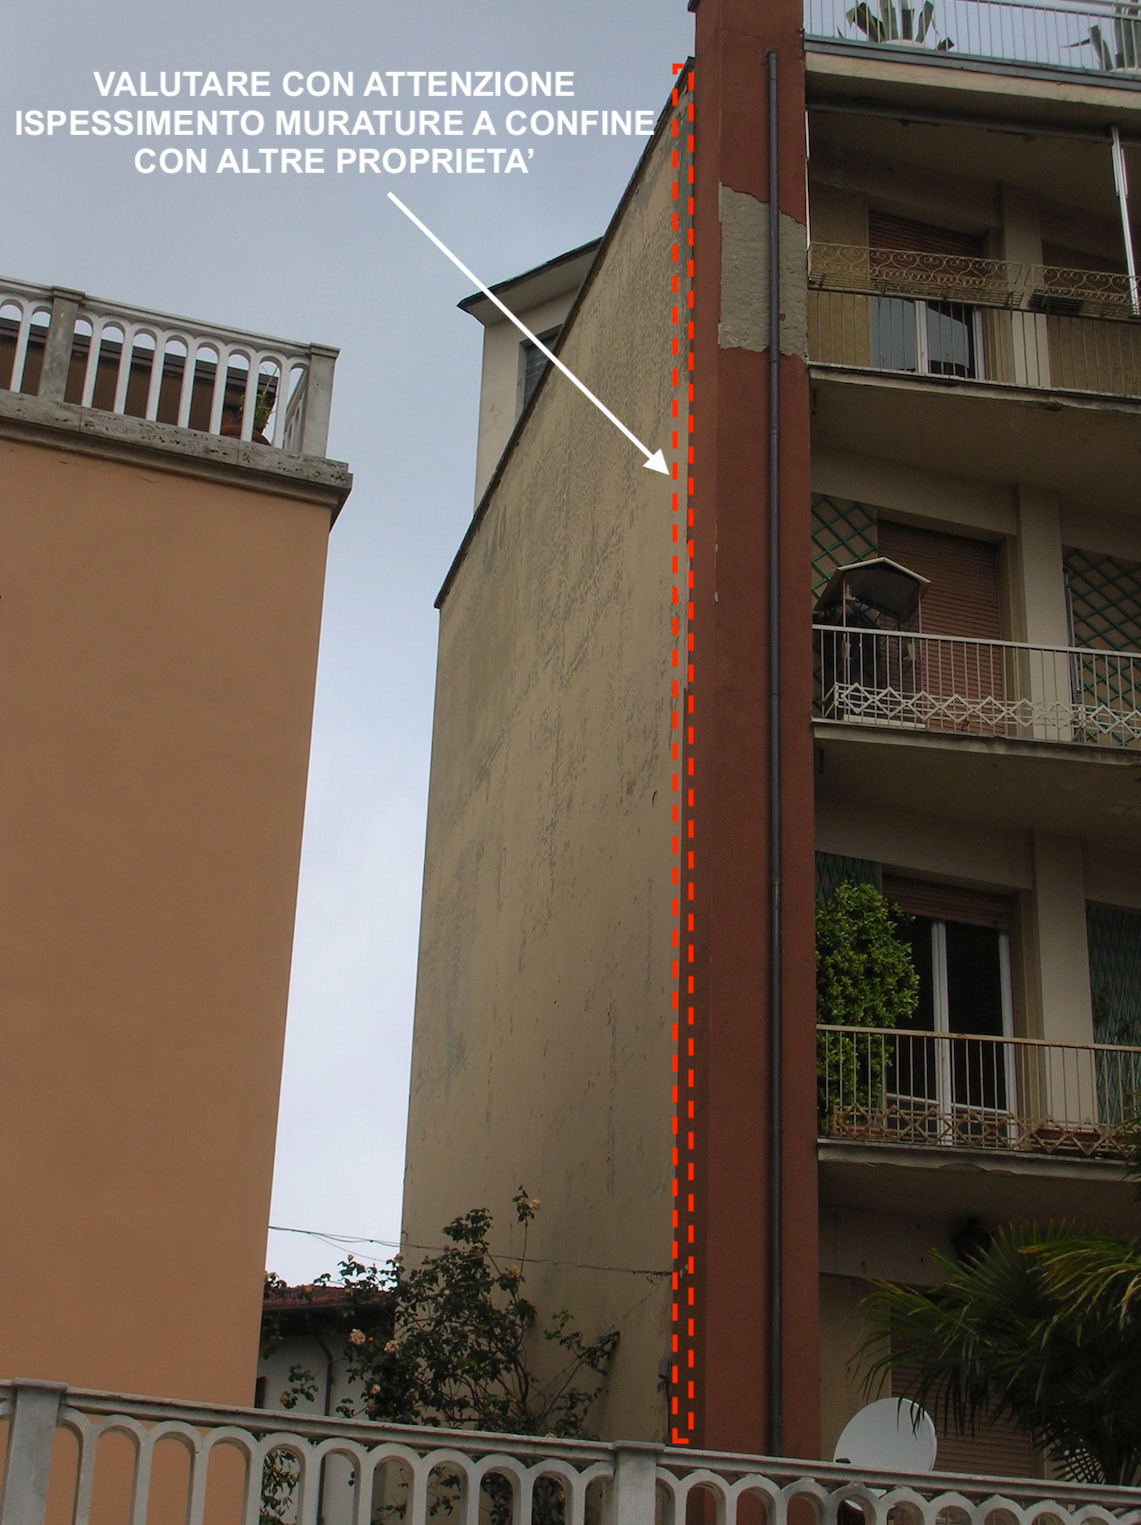 VALUTARE CON ATTENZIONE
ISPESSIMENTO MURATURE A CONFINE
CON ALTRE PROPRIETA’